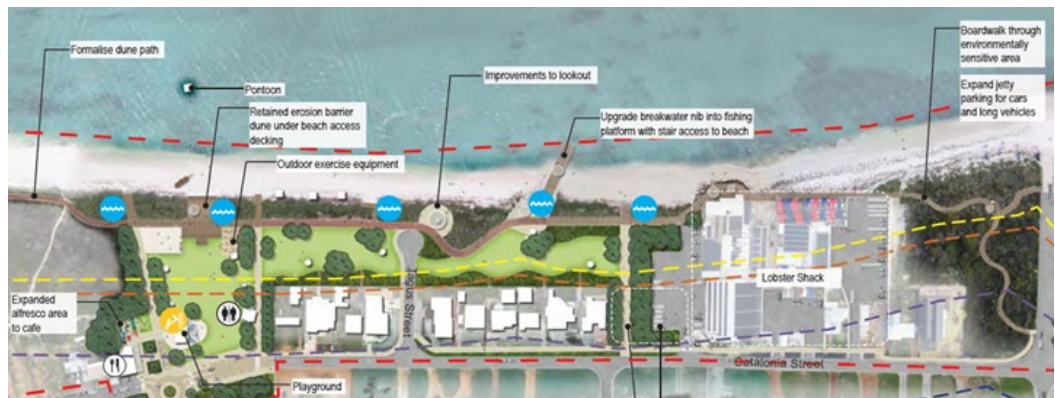 Formalise dune path
Pontoon
Retained erosion barrier
dune under beach access
decking
Outdoor exercise equipment
Improvements to lookout
Upgrade breakwater nib into fishing
platform with stair access to beach
Boardwalk through
environmentally
sensitive area
Expand jetty
parking for cars
and long vehicles
Expanded
alfresco area
to cafe
Playground
Lobster Shack
Catalonia Street